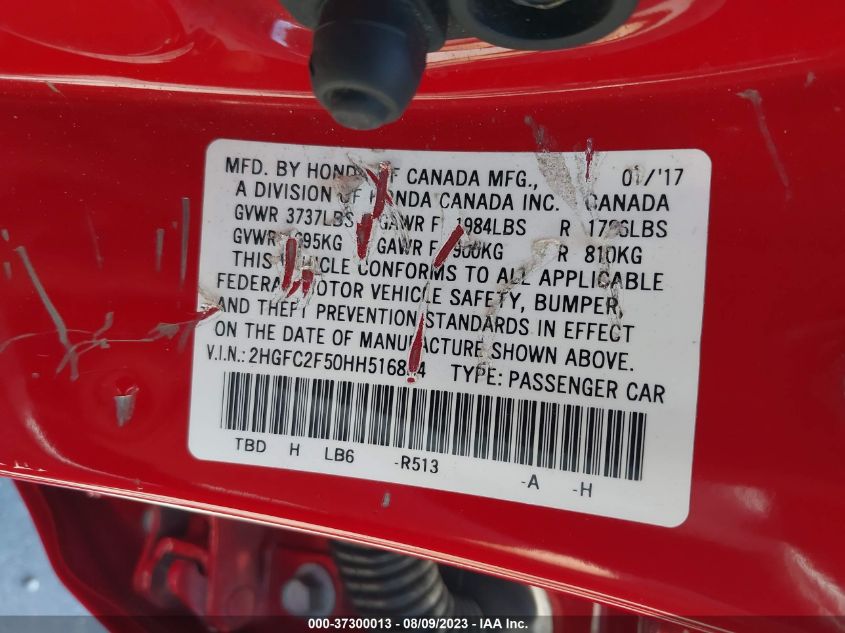 MFD. BY HONDA OF CANADA MFG., 01/'17
A DIVISION OF HONDA CANADA INC. CANADA
GVWR 3737LBS GAWR F 1984LBS R LBS
GVWR GAWR F 900KG R 810KG
THIS VEHICLE CONFORMS TO ALL APPLICABLE
FEDERAL MOTOR VEHICLE SAFETY, BUMPER,
AND THEFT PREVENTION STANDARDS IN EFFECT
ON THE DATE OF MANUFACTURE SHOWN ABOVE.
V.I.N.: TYPE: PASSENGER CAR
TBD H LB6 -R513 -A -H
000-37300013 - 08/09/2023 - IAA Inc.